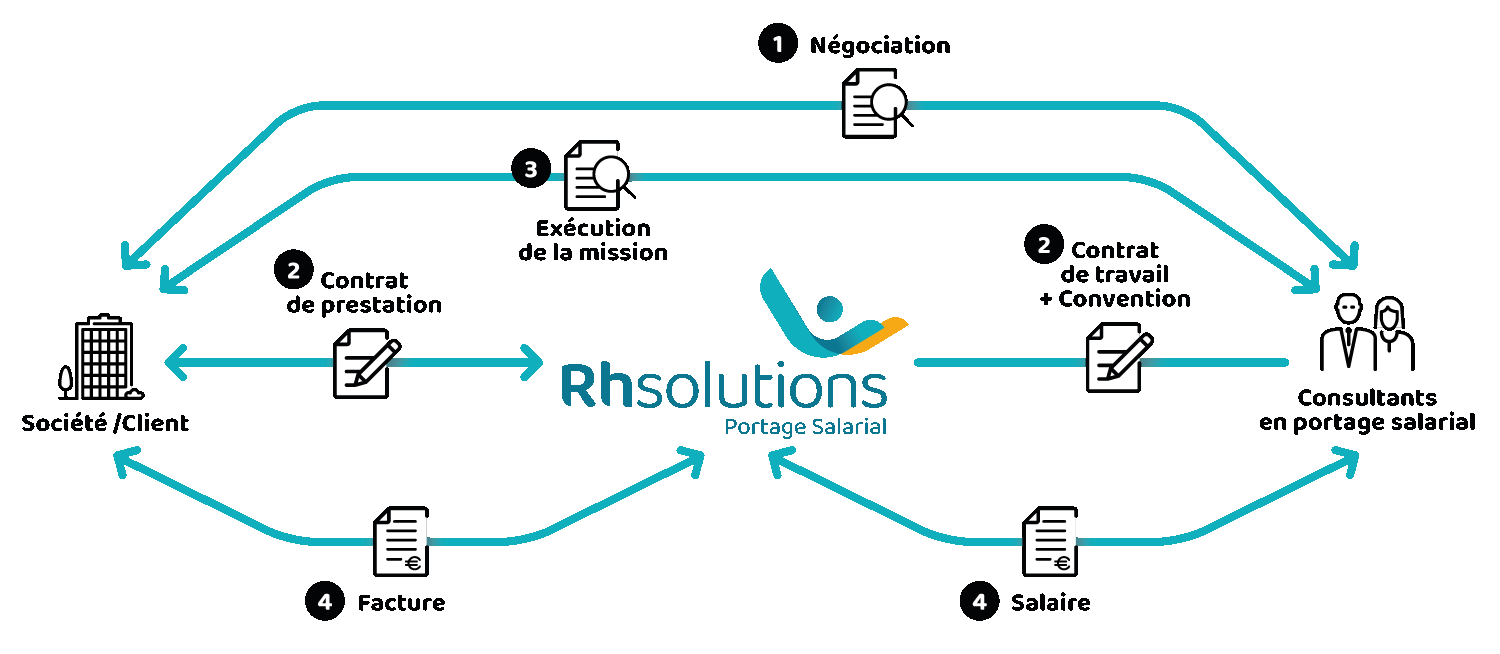 1 Négociation
3
Exécution
de la mission
2 Contrat
de prestation
2 Contrat
de travail
+ Convention
Rhsolutions
Portage Salarial
Société /Client
Consultants
en portage salarial
€
€
4 Facture
4 Salaire